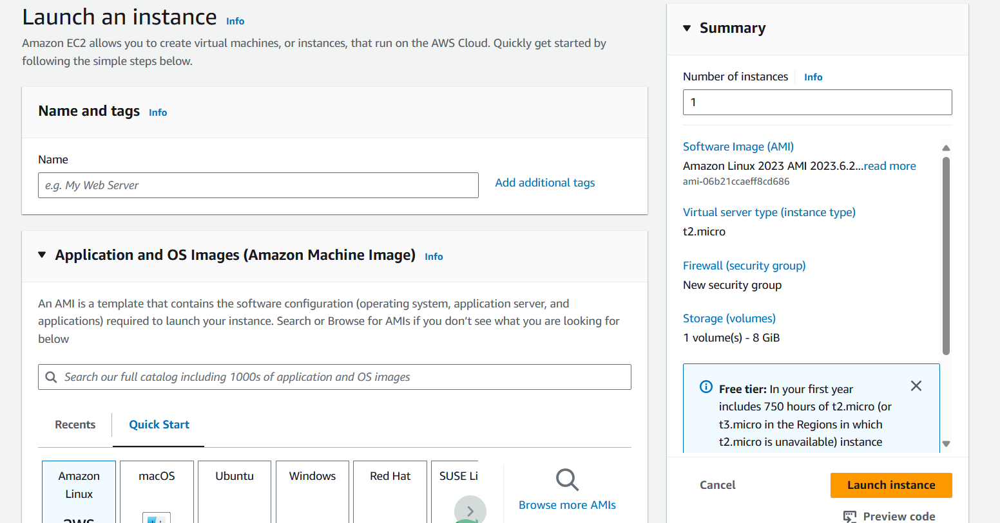 Launch an instance Info
Amazon EC2 allows you to create virtual machines, or instances, that run on the AWS Cloud. Quickly get started by
following the simple steps below.
Name and tags Info
Name
e.g. My Web Server
Add additional tags
Application and OS Images (Amazon Machine Image) Info
An AMI is a template that contains the software configuration (operating system, application server, and
applications) required to launch your instance. Search or Browse for AMIs if you don’t see what you are looking for
below
Search our full catalog including 1000s of application and OS images
Recents
Quick Start
Amazon
Linux
aws
macOS
Ubuntu
Windows
Red Hat
SUSE Li
Browse more AMIs
Summary
Number of instances Info
1
Software Image (AMI)
Amazon Linux 2023 AMI 2023.6.2...read more
ami-06b21ccaeff8cd686
Virtual server type (instance type)
t2.micro
Firewall (security group)
New security group
Storage (volumes)
1 volume(s) - 8 GiB
Free tier: In your first year
includes 750 hours of t2.micro (or
t3.micro in the Regions in which
t2.micro is unavailable) instance
Cancel
Launch instance
Preview code